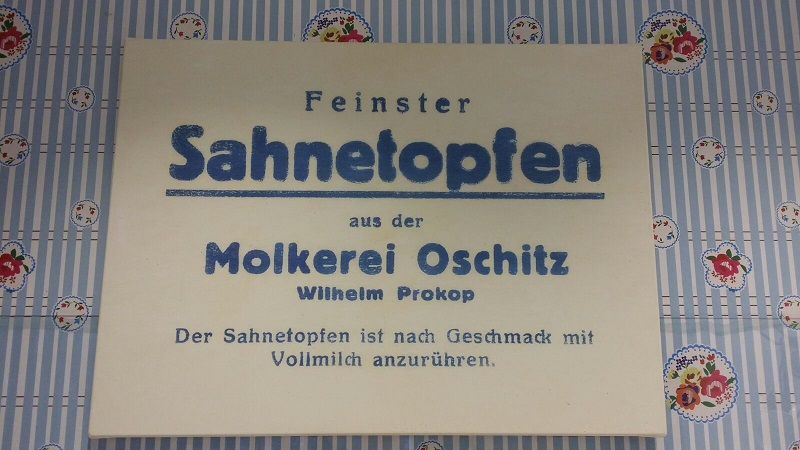 Feinster
Sahnetopfen
aus der
Molkerei Oschitz
Wilhelm Prokop
Der Sahnetopfen ist nach Geschmack mit
Vollmilch anzurühren.